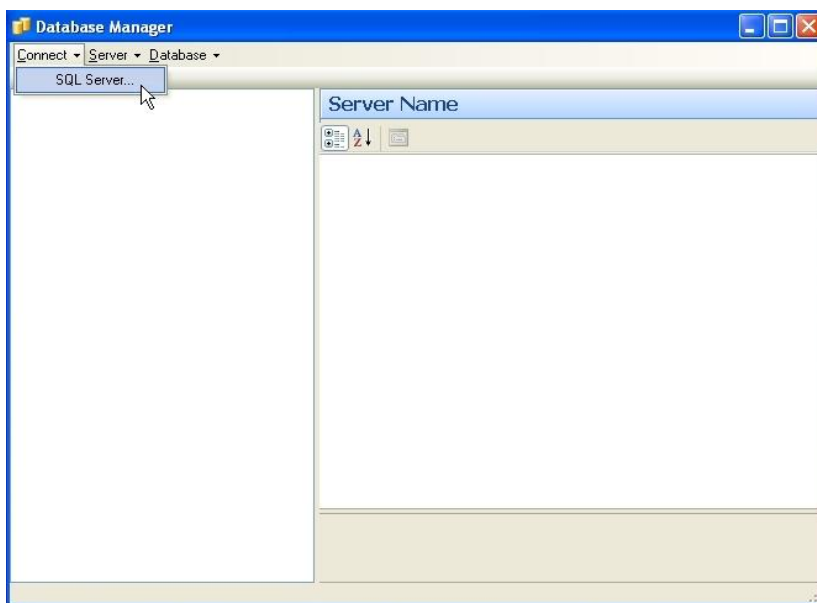 Database Manager
Connect Server Database
SQL Server...
Server Name